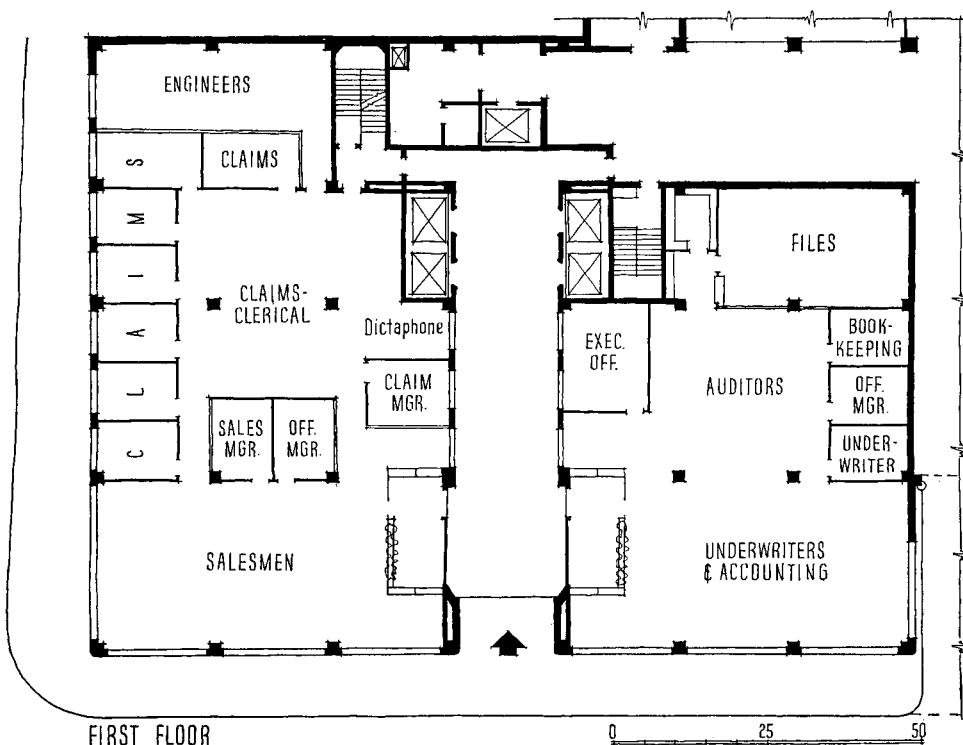 ENGINEERS
CLAIMS
S
M
I
A
L
C
CLAIMS-
CLERICAL
Dictaphone
CLAIM
MGR.
SALES
MGR.
OFF.
MGR.
SALESMEN
EXEC.
OFF.
FILES
BOOK-
KEEPING
AUDITORS
OFF.
MGR.
UNDER-
WRITER
UNDERWRITERS
& ACCOUNTING
FIRST FLOOR
0 25 50